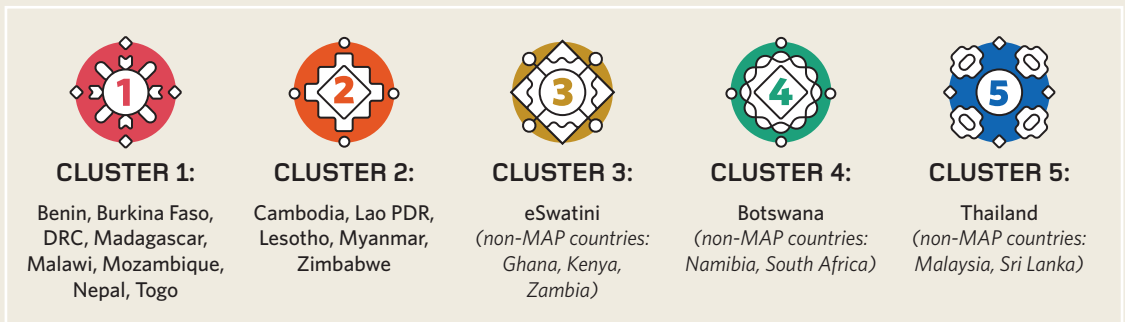 1
CLUSTER 1:
Benin, Burkina Faso,
DRC, Madagascar,
Malawi, Mozambique,
Nepal, Togo
2
CLUSTER 2:
Cambodia, Lao PDR,
Lesotho, Myanmar,
Zimbabwe
3
CLUSTER 3:
eSwatini
(non-MAP countries:
Ghana, Kenya,
Zambia)
4
CLUSTER 4:
Botswana
(non-MAP countries:
Namibia, South Africa)
5
CLUSTER 5:
Thailand
(non-MAP countries:
Malaysia, Sri Lanka)